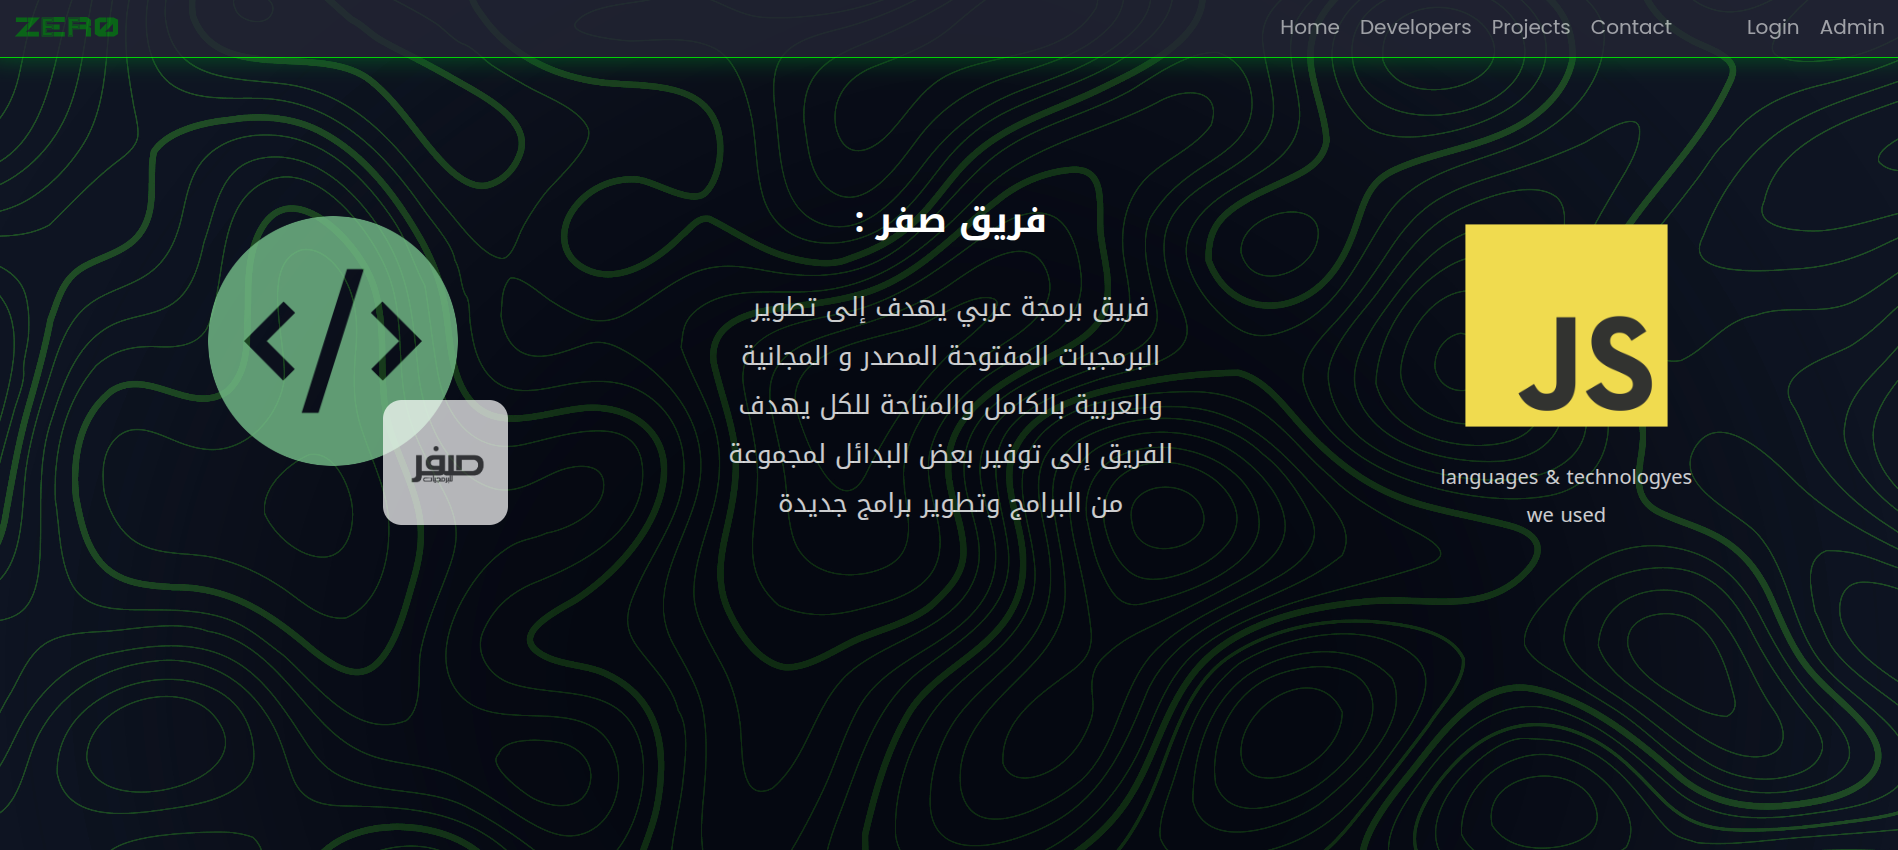 ZERØ
Home Developers Projects Contact Login Admin
</>
صفر
للبرمجيات
فريق صفر :
فريق برمجة عربي يهدف إلى تطوير
البرمجيات المفتوحة المصدر و المجانية
والعربية بالكامل والمتاحة للكل يهدف
الفريق إلى توفير بعض البدائل لمجموعة
من البرامج وتطوير برامج جديدة
JS
languages & technologyes
we used